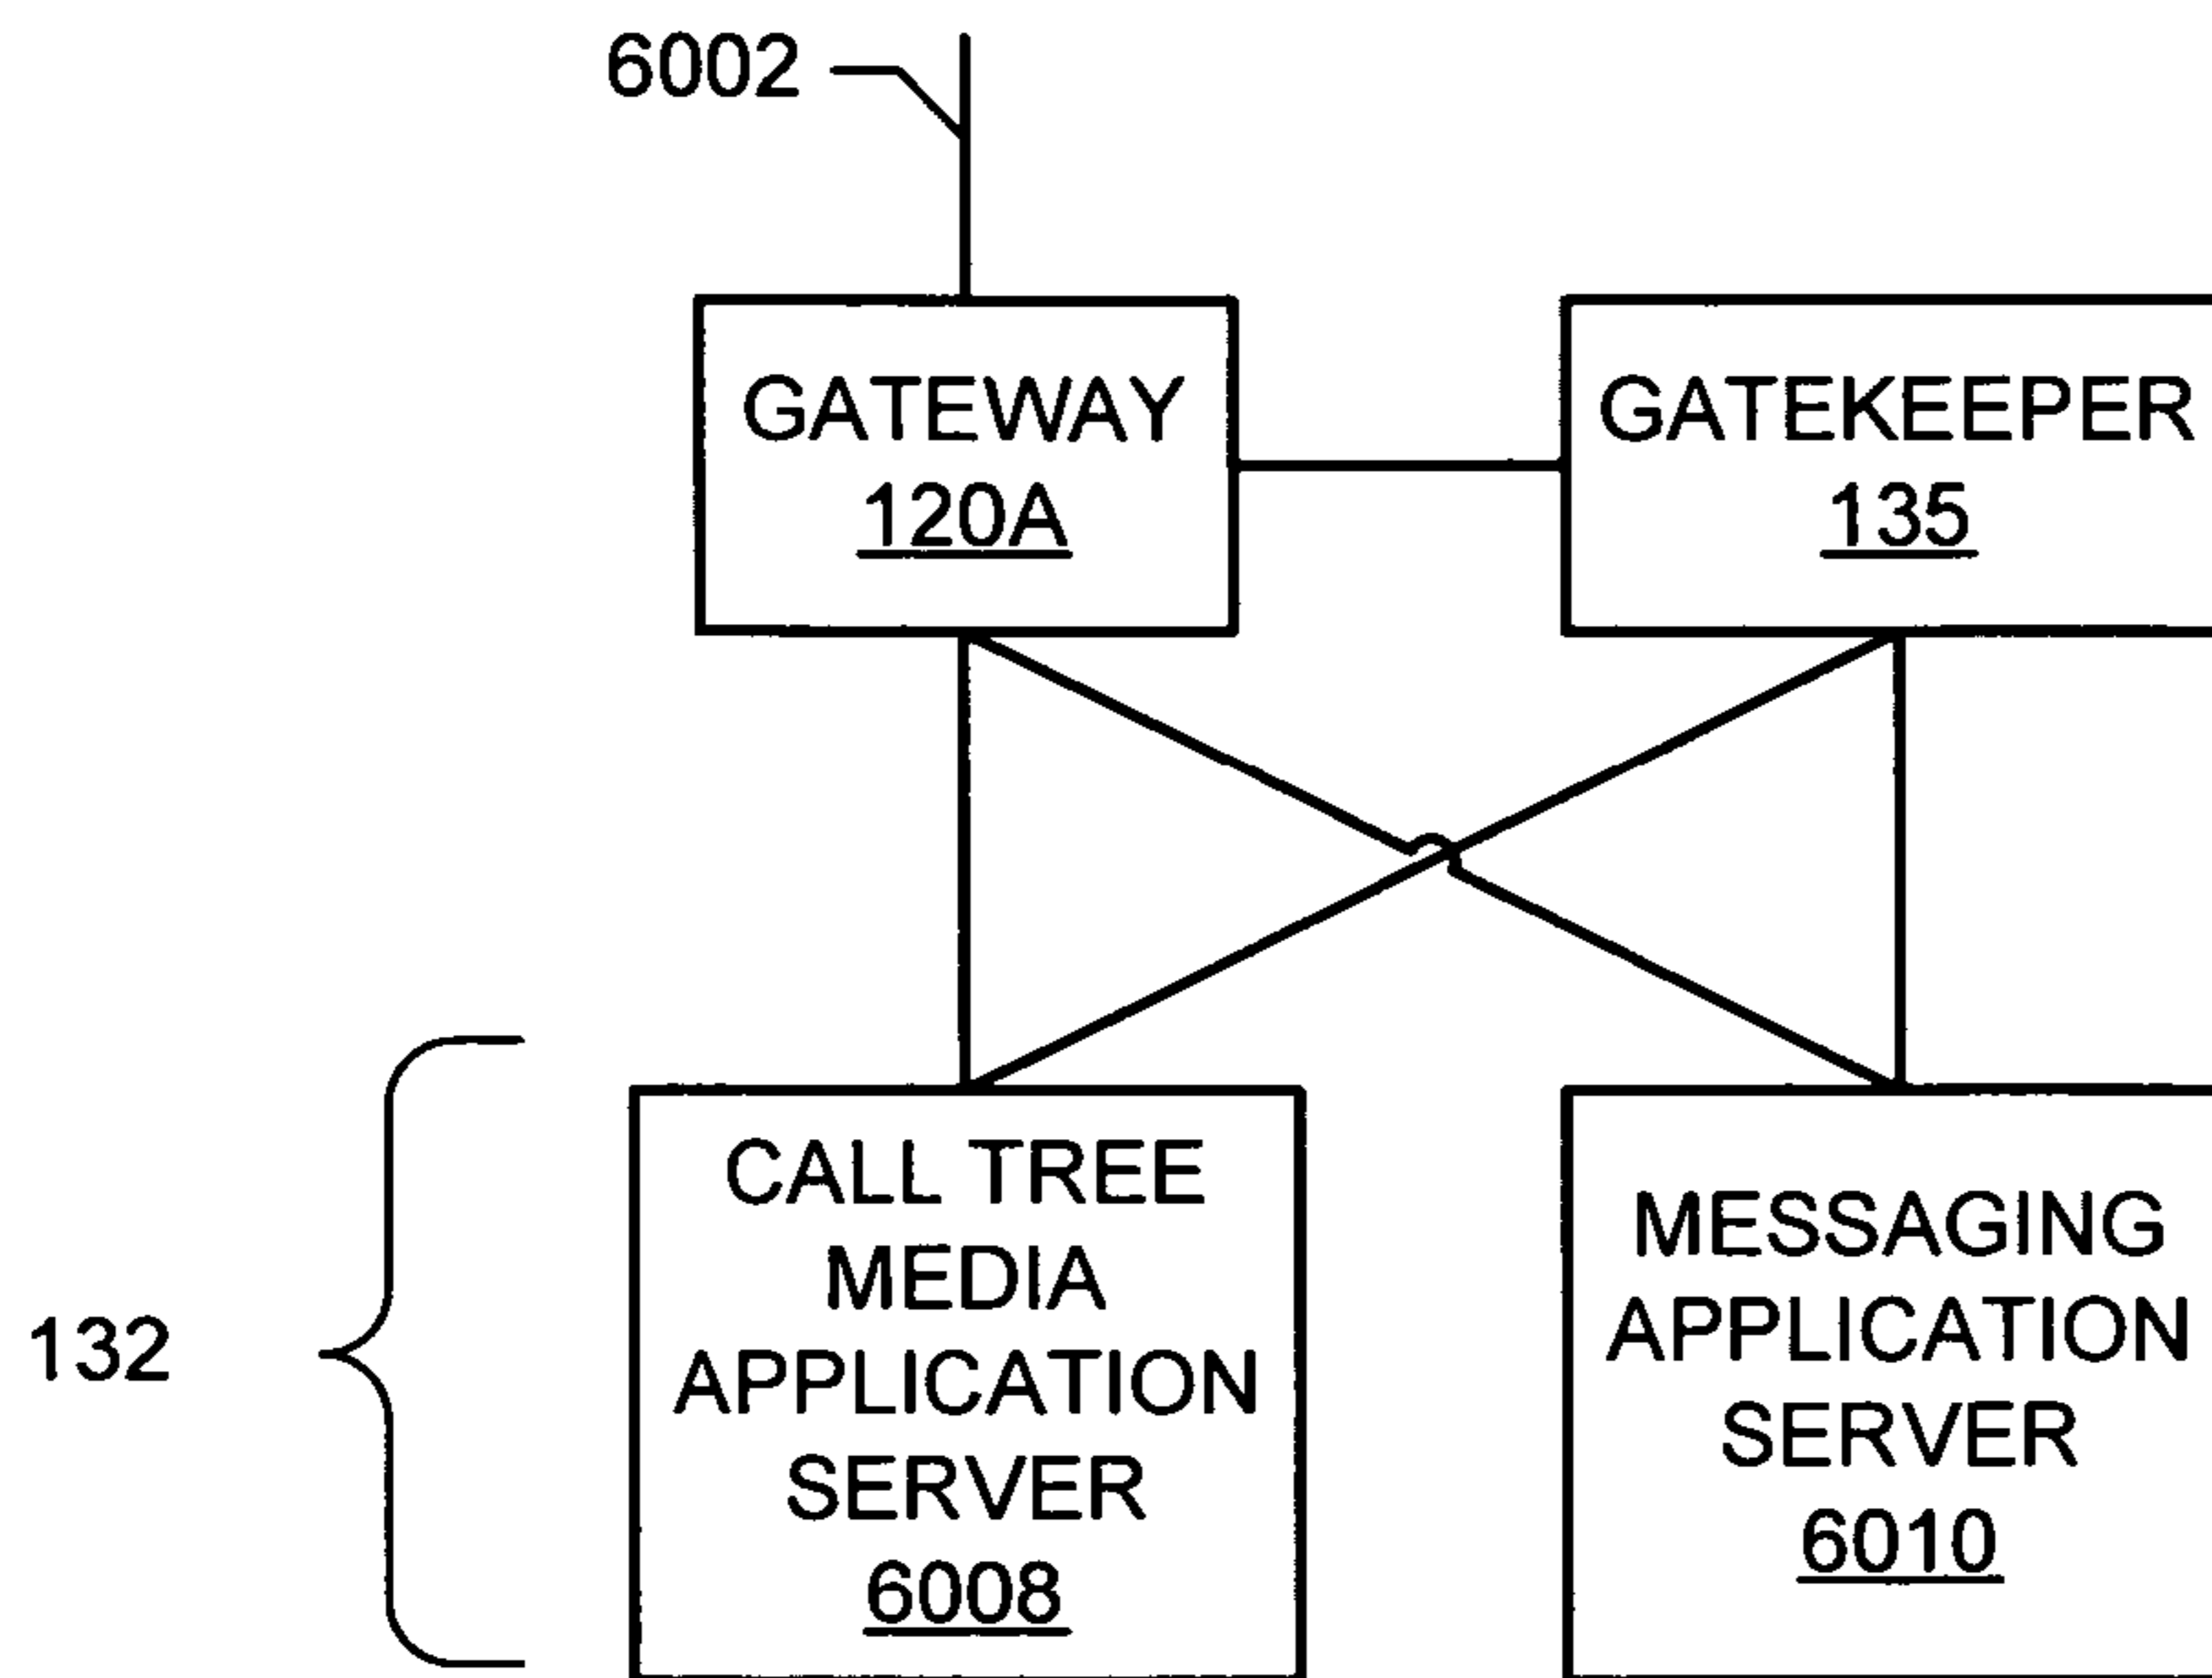 6002
GATEWAY
120A
GATEKEEPER
135
132
CALL TREE
MEDIA
APPLICATION
SERVER
6008
MESSAGING
APPLICATION
SERVER
6010